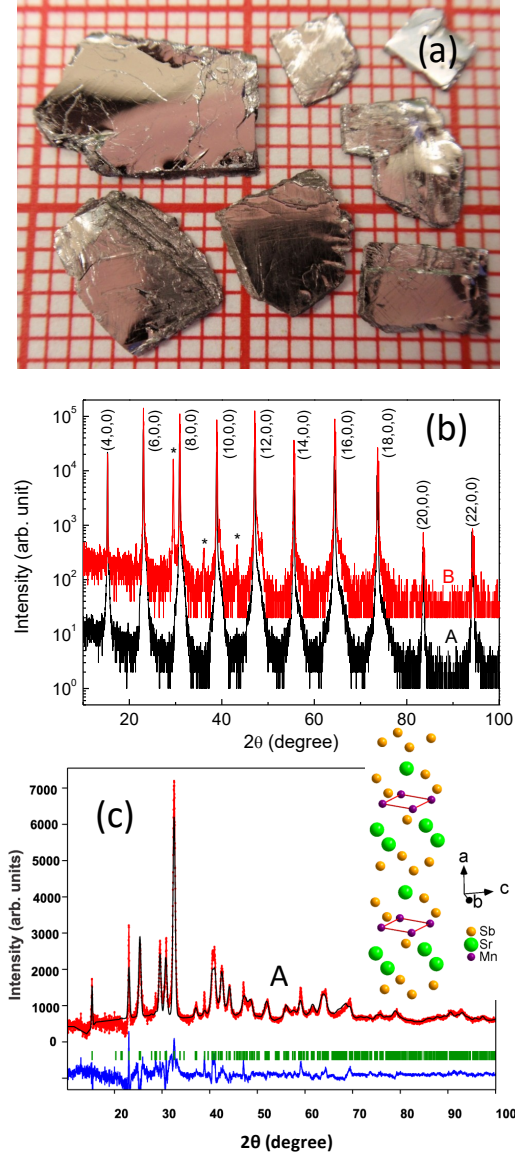 (a)
(b)
Intensity (arb. unit)
10⁵
10⁴
10³
10²
10¹
10⁰
(4,0,0)
(6,0,0)
*
(8,0,0)
*
(10,0,0)
*
(12,0,0)
(14,0,0)
(16,0,0)
(18,0,0)
(20,0,0)
(22,0,0)
B
A
20 40 60 80 100
2θ (degree)
(c)
Intensity (arb. units)
7000
6000
5000
4000
3000
2000
1000
0
A
a
c
b
Sb
Sr
Mn
20 30 40 50 60 70 80 90 100
2θ (degree)